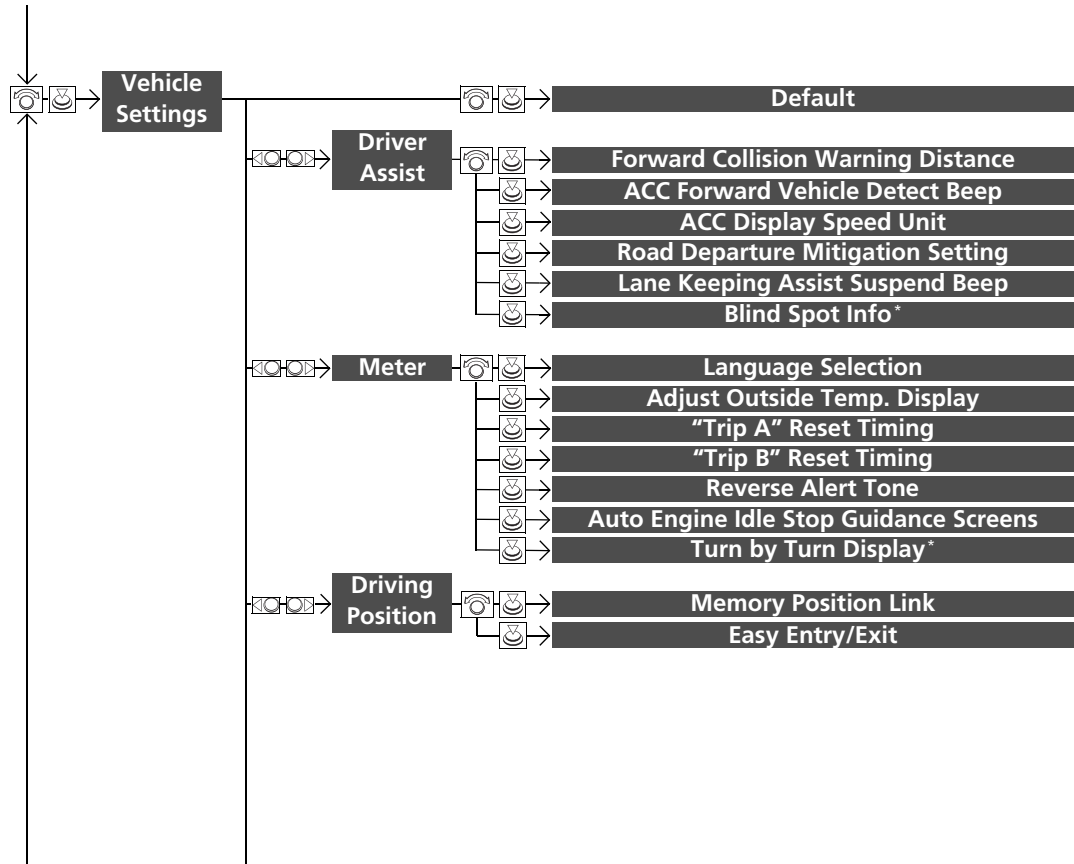 Vehicle
Settings
Default
Driver
Assist
Forward Collision Warning Distance
ACC Forward Vehicle Detect Beep
ACC Display Speed Unit
Road Departure Mitigation Setting
Lane Keeping Assist Suspend Beep
Blind Spot Info*
Meter
Language Selection
Adjust Outside Temp. Display
“Trip A” Reset Timing
“Trip B” Reset Timing
Reverse Alert Tone
Auto Engine Idle Stop Guidance Screens
Turn by Turn Display*
Driving
Position
Memory Position Link
Easy Entry/Exit